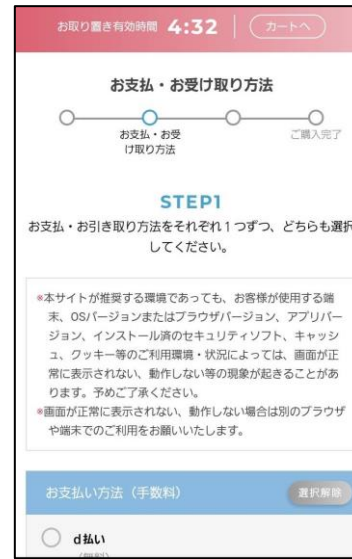 お取り置き有効時間 4:32 カートへ
お支払・お受け取り方法
お支払・お受
け取り方法
ご購入完了
STEP1
お支払・お引き取り方法をそれぞれ1つずつ、どちらも選択
してください。
*本サイトが推奨する環境であっても、お客様が使用する端
末、OSバージョンまたはブラウザバージョン、アプリバー
ジョン、インストール済のセキュリティソフト、キャッシ
ュ、クッキー等のご利用環境・状況によっては、画面が正
常に表示されない、動作しない等の現象が起きることがあ
ります。予めご了承ください。
*画面が正常に表示されない、動作しない場合は別のブラウザ
や端末でのご利用をお願いいたします。
お支払い方法（手数料） 選択解除
d払い